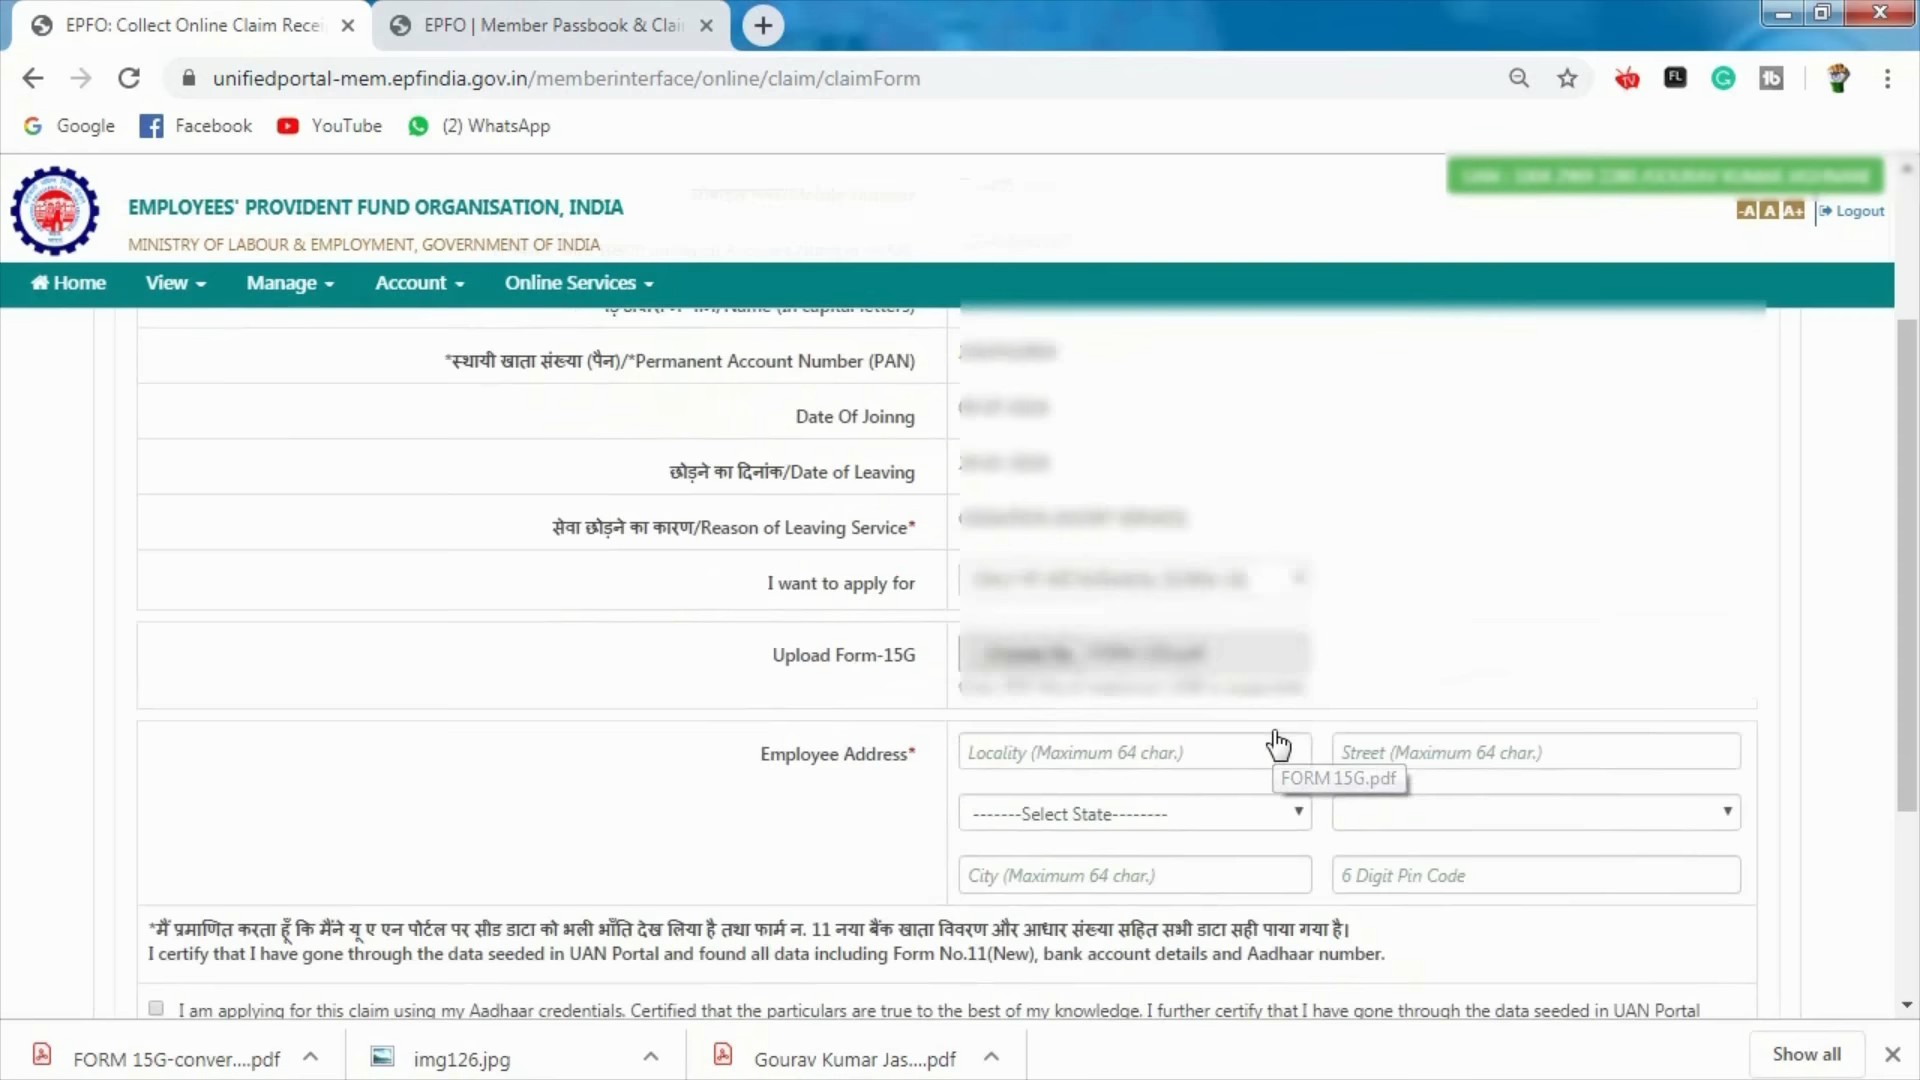 EPFO: Collect Online Claim Recei
EPFO | Member Passbook & Clai
unifiedportal-mem.epfindia.gov.in/memberinterface/online/claim/claimForm
Google
Facebook
YouTube
(2) WhatsApp
EMPLOYEES' PROVIDENT FUND ORGANISATION, INDIA
MINISTRY OF LABOUR & EMPLOYMENT, GOVERNMENT OF INDIA
-A A A+ Logout
Home View Manage Account Online Services
*स्थायी खाता संख्या (पैन)/*Permanent Account Number (PAN)
Date Of Joinng
छोड़ने का दिनांक/Date of Leaving
सेवा छोड़ने का कारण/Reason of Leaving Service*
I want to apply for
Upload Form-15G
Employee Address*
Locality (Maximum 64 char.)
Street (Maximum 64 char.)
FORM 15G.pdf
-------Select State--------
City (Maximum 64 char.)
6 Digit Pin Code
*मैं प्रमाणित करता हूँ कि मैंने यू ए एन पोर्टल पर सीड डाटा को भली भाँति देख लिया है तथा फार्म न. 11 नया बैंक खाता विवरण और आधार संख्या सहित सभी डाटा सही पाया गया है।
I certify that I have gone through the data seeded in UAN Portal and found all data including Form No.11(New), bank account details and Aadhaar number.
I am applying for this claim using my Aadhaar credentials. Certified that the particulars are true to the best of my knowledge. I further certify that I have gone through the data seeded in UAN Portal
FORM 15G-conver....pdf
img126.jpg
Gourav Kumar Jas....pdf
Show all